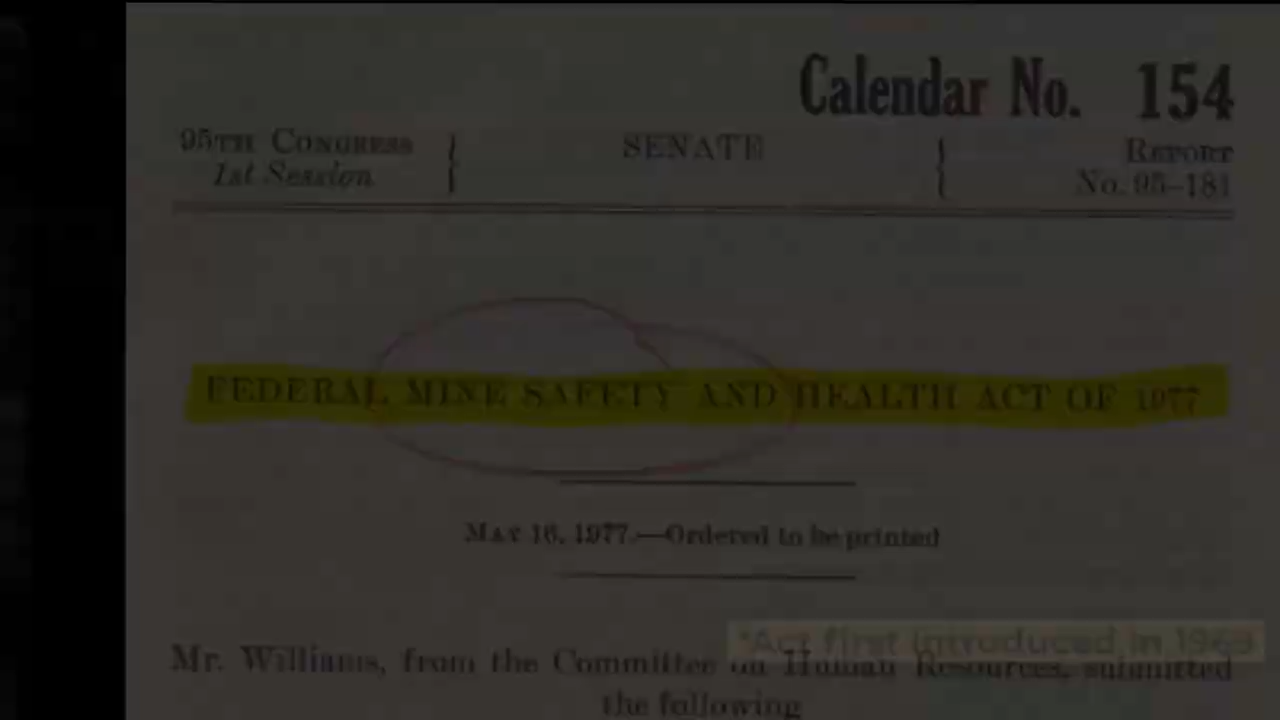 Calendar No. 154
95TH CONGRESS
1st Session
SENATE
REPORT
No. 95-181
FEDERAL MINE SAFETY AND HEALTH ACT OF 1977
MAY 16, 1977.—Ordered to be printed
*Act first introduced in 1969
Mr. Williams, from the Committee on Human Resources, submitted
the following